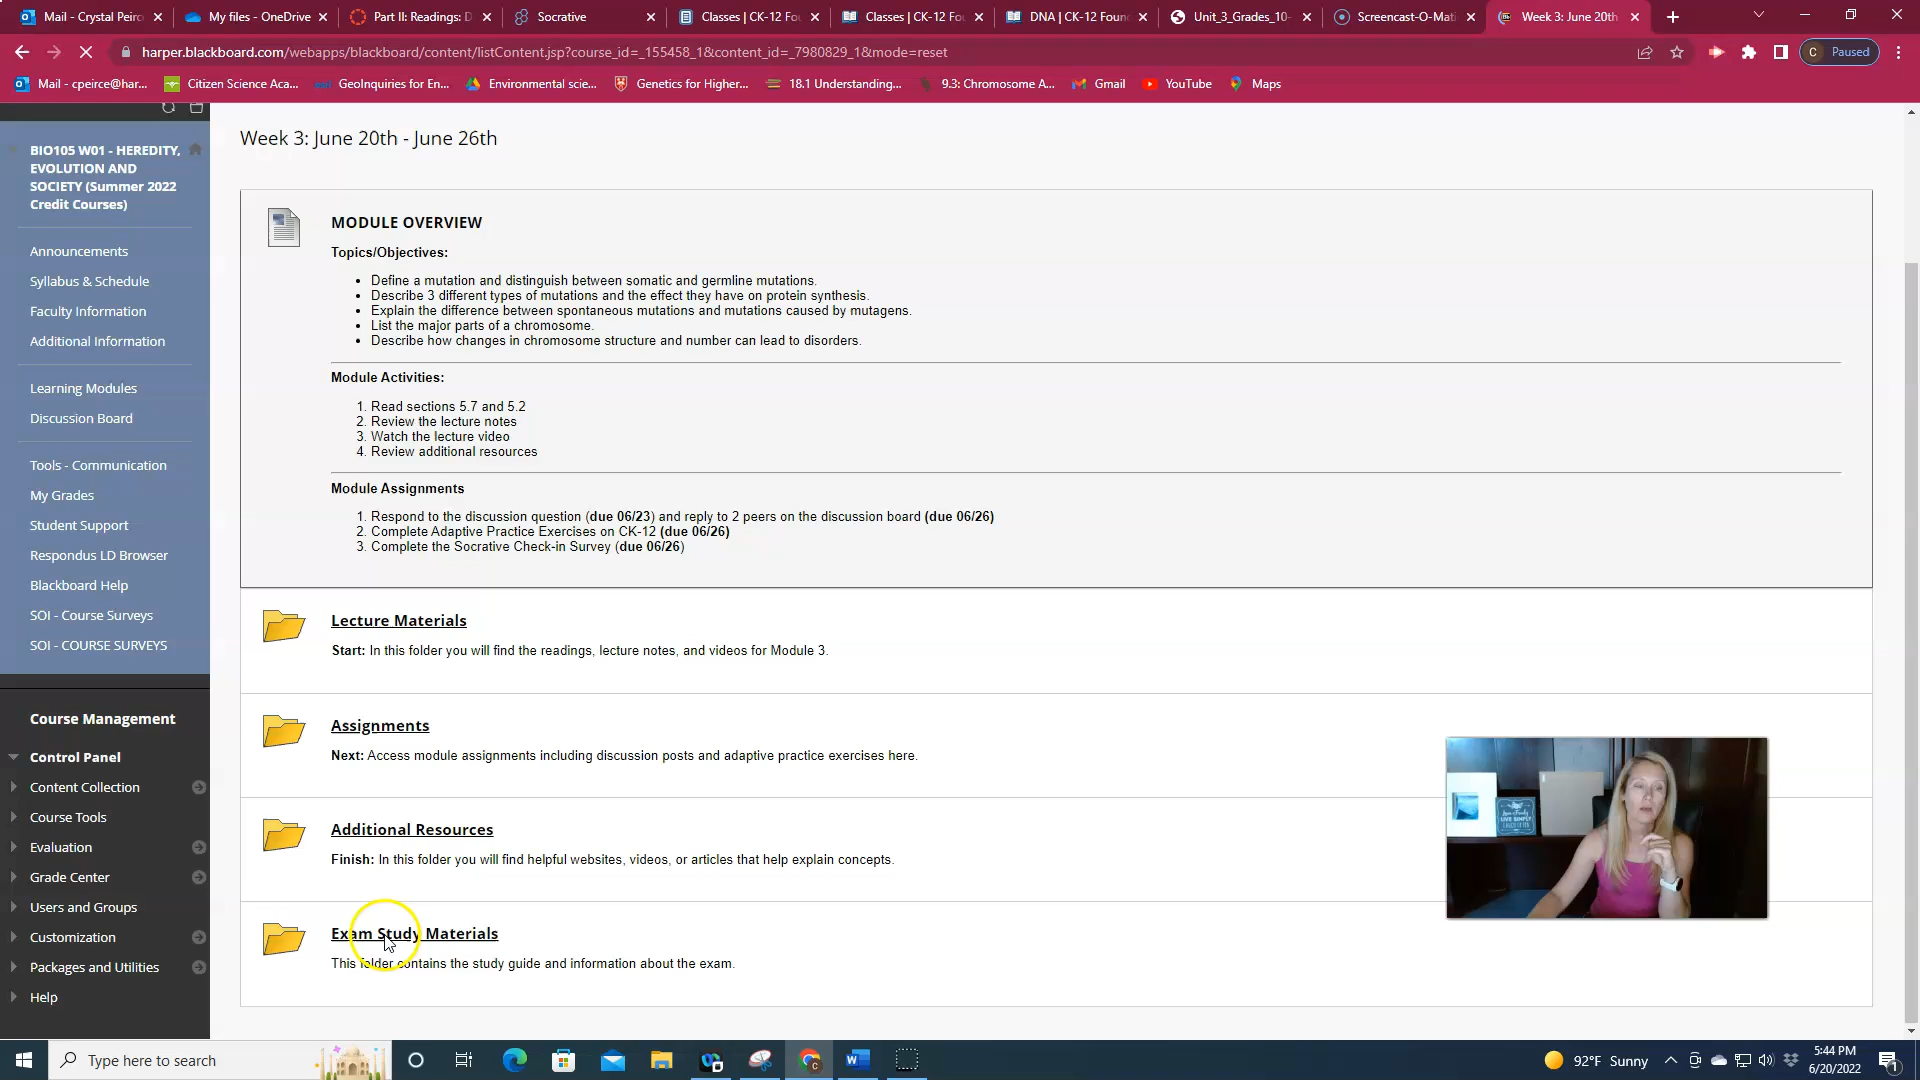 Mail - Crystal Peirc
My files - OneDrive
Part II: Readings: D
Socrative
Classes | CK-12 Fou
Classes | CK-12 Fou
DNA | CK-12 Foun
Unit_3_Grades_10-
Screencast-O-Mati
Week 3: June 20th
harper.blackboard.com/webapps/blackboard/content/listContent.jsp?course_id=_155458_1&content_id=_7980829_1&mode=reset
C Paused
Mail - cpeirce@har...
Citizen Science Aca...
GeoInquiries for En...
Environmental scie...
Genetics for Higher...
18.1 Understanding...
9.3: Chromosome A...
Gmail
YouTube
Maps
BIO105 W01 - HEREDITY,
EVOLUTION AND
SOCIETY (Summer 2022
Credit Courses)
Announcements
Syllabus & Schedule
Faculty Information
Additional Information
Learning Modules
Discussion Board
Tools - Communication
My Grades
Student Support
Respondus LD Browser
Blackboard Help
SOI - Course Surveys
SOI - COURSE SURVEYS
Course Management
Control Panel
Content Collection
Course Tools
Evaluation
Grade Center
Users and Groups
Customization
Packages and Utilities
Help
Week 3: June 20th - June 26th
MODULE OVERVIEW
Topics/Objectives:
• Define a mutation and distinguish between somatic and germline mutations.
• Describe 3 different types of mutations and the effect they have on protein synthesis.
• Explain the difference between spontaneous mutations and mutations caused by mutagens.
• List the major parts of a chromosome.
• Describe how changes in chromosome structure and number can lead to disorders.
Module Activities:
1. Read sections 5.7 and 5.2
2. Review the lecture notes
3. Watch the lecture video
4. Review additional resources
Module Assignments
1. Respond to the discussion question (due 06/23) and reply to 2 peers on the discussion board (due 06/26)
2. Complete Adaptive Practice Exercises on CK-12 (due 06/26)
3. Complete the Socrative Check-in Survey (due 06/26)
Lecture Materials
Start: In this folder you will find the readings, lecture notes, and videos for Module 3.
Assignments
Next: Access module assignments including discussion posts and adaptive practice exercises here.
Additional Resources
Finish: In this folder you will find helpful websites, videos, or articles that help explain concepts.
Exam Study Materials
This folder contains the study guide and information about the exam.
Type here to search
92°F Sunny
5:44 PM
6/20/2022
1